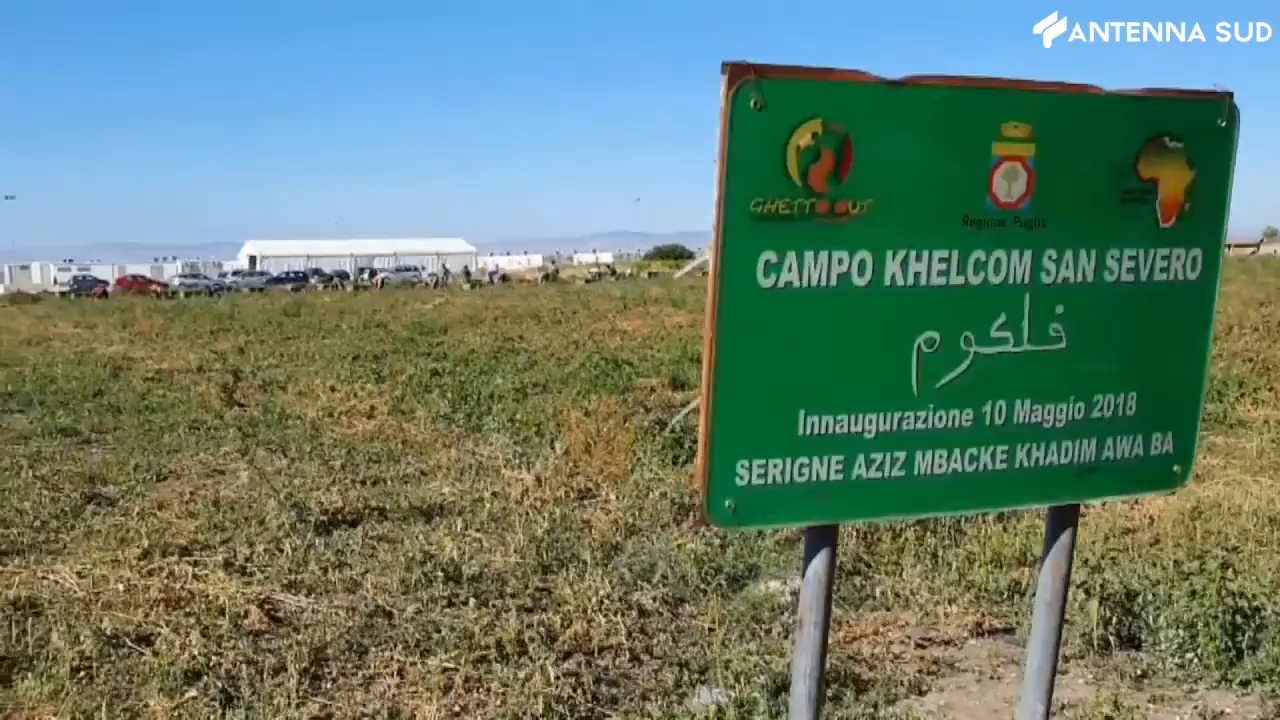 ANTENNA SUD
GHETTO OUT
Regione Puglia
CAMPO KHELCOM SAN SEVERO
فلكوم
Innaugurazione 10 Maggio 2018
SERIGNE AZIZ MBACKE KHADIM AWA BA